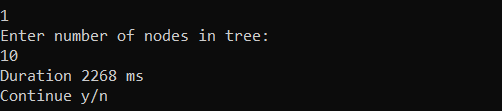 1
Enter number of nodes in tree:
10
Duration 2268 ms
Continue y/n